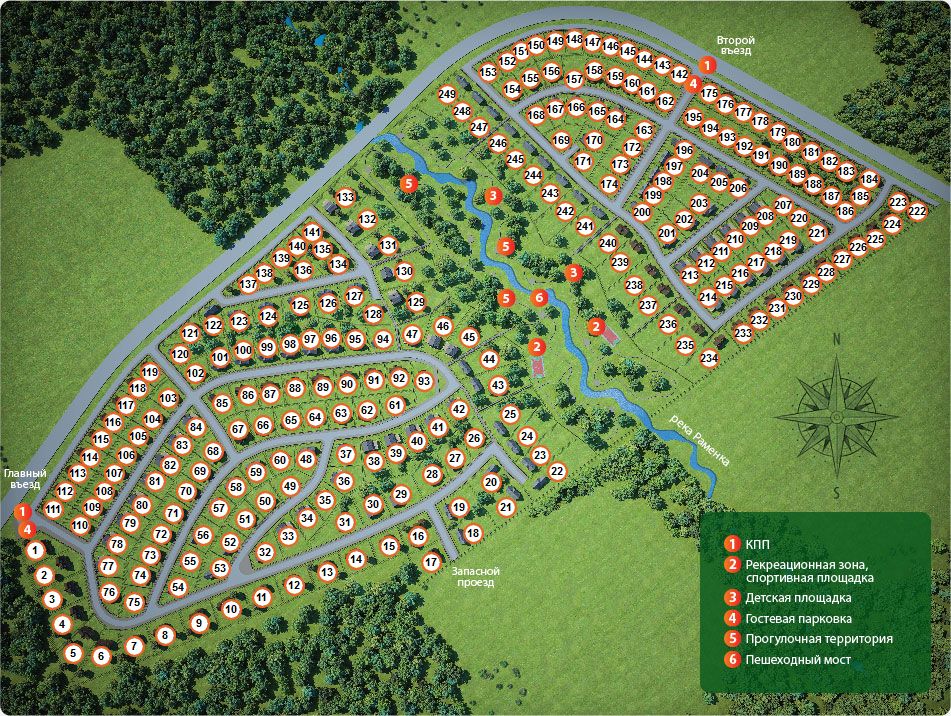 Второй
въезд
1
4
153 152 151 150 149 148 147 146 145 144 143 142
154 155 156 157 158 159 160 161 162
175 176 177 178 179 180 181 182 183 184
195 194 193 192 191 190 189 188 187 185 186
168 167 166 165 164 163
169 170 171 172 173 174
196 197 198 199 200 201 202 203 204 205 206
207 208 209 210 211 212 213
214 215 216 217 218 219 220 221
222 223 224 225 226 227 228 229 230 231 232 233 234
249 248 247 246 245 244 243 242 241 240 239 238 237 236 235
5
3
5
3
5
6
2
2
133 132 131 130 129
141 140 139 138 137
135 134 136
121 122 123 124 125 126 127 128
120 102 101 100 99 98 97 96 95 94 47 46 45 44 43
119 118 117 116 115 114 113 112 111
103 104 105 106 107 108 109 110
85 86 87 88 89 90 91 92 93
67 66 65 64 63 62 61
84 83 82 81 80 79 78 77 76
68 69 70 71 72 73 74 75
60 59 58 57 56 55 54
48 49 50 51 52 53
42 41 40 39 38 37 36 35 34 33 32
26 27 28 29 30 31
25 24 23 22
20 21 19 18
Главный
въезд
1
4
1 2 3 4 5 6 7 8 9 10 11 12 13 14 15 16 17
Запасной
проезд
река Раменка
N
S
1 КПП
2 Рекреационная зона,
спортивная площадка
3 Детская площадка
4 Гостевая парковка
5 Прогулочная территория
6 Пешеходный мост